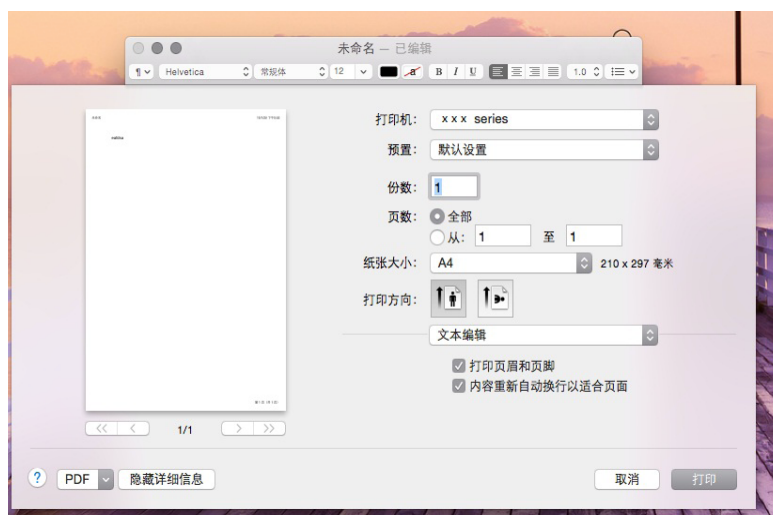 未命名 — 已编辑
¶ Helvetica 常规体 12 a B I U 1.0
打印机: x x x series
预置: 默认设置
份数: 1
页数: 全部
从: 1 至 1
纸张大小: A4 210 x 297 毫米
打印方向:
文本编辑
打印页眉和页脚
内容重新自动换行以适合页面
<< < 1/1 > >>
? PDF 隐藏详细信息 取消 打印